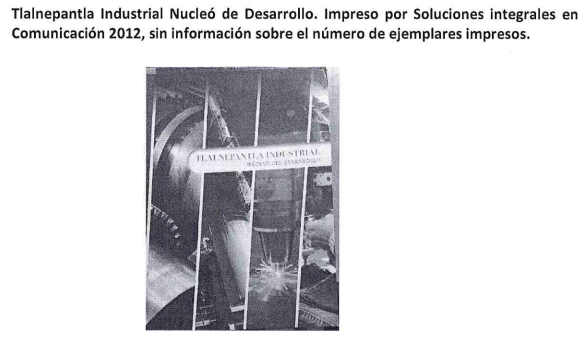 Tlalnepantla Industrial Nucleó de Desarrollo. Impreso por Soluciones integrales en
Comunicación 2012, sin información sobre el número de ejemplares impresos.
TLALNEPANTLA INDUSTRIAL
NÚCLEO DEL DESARROLLO